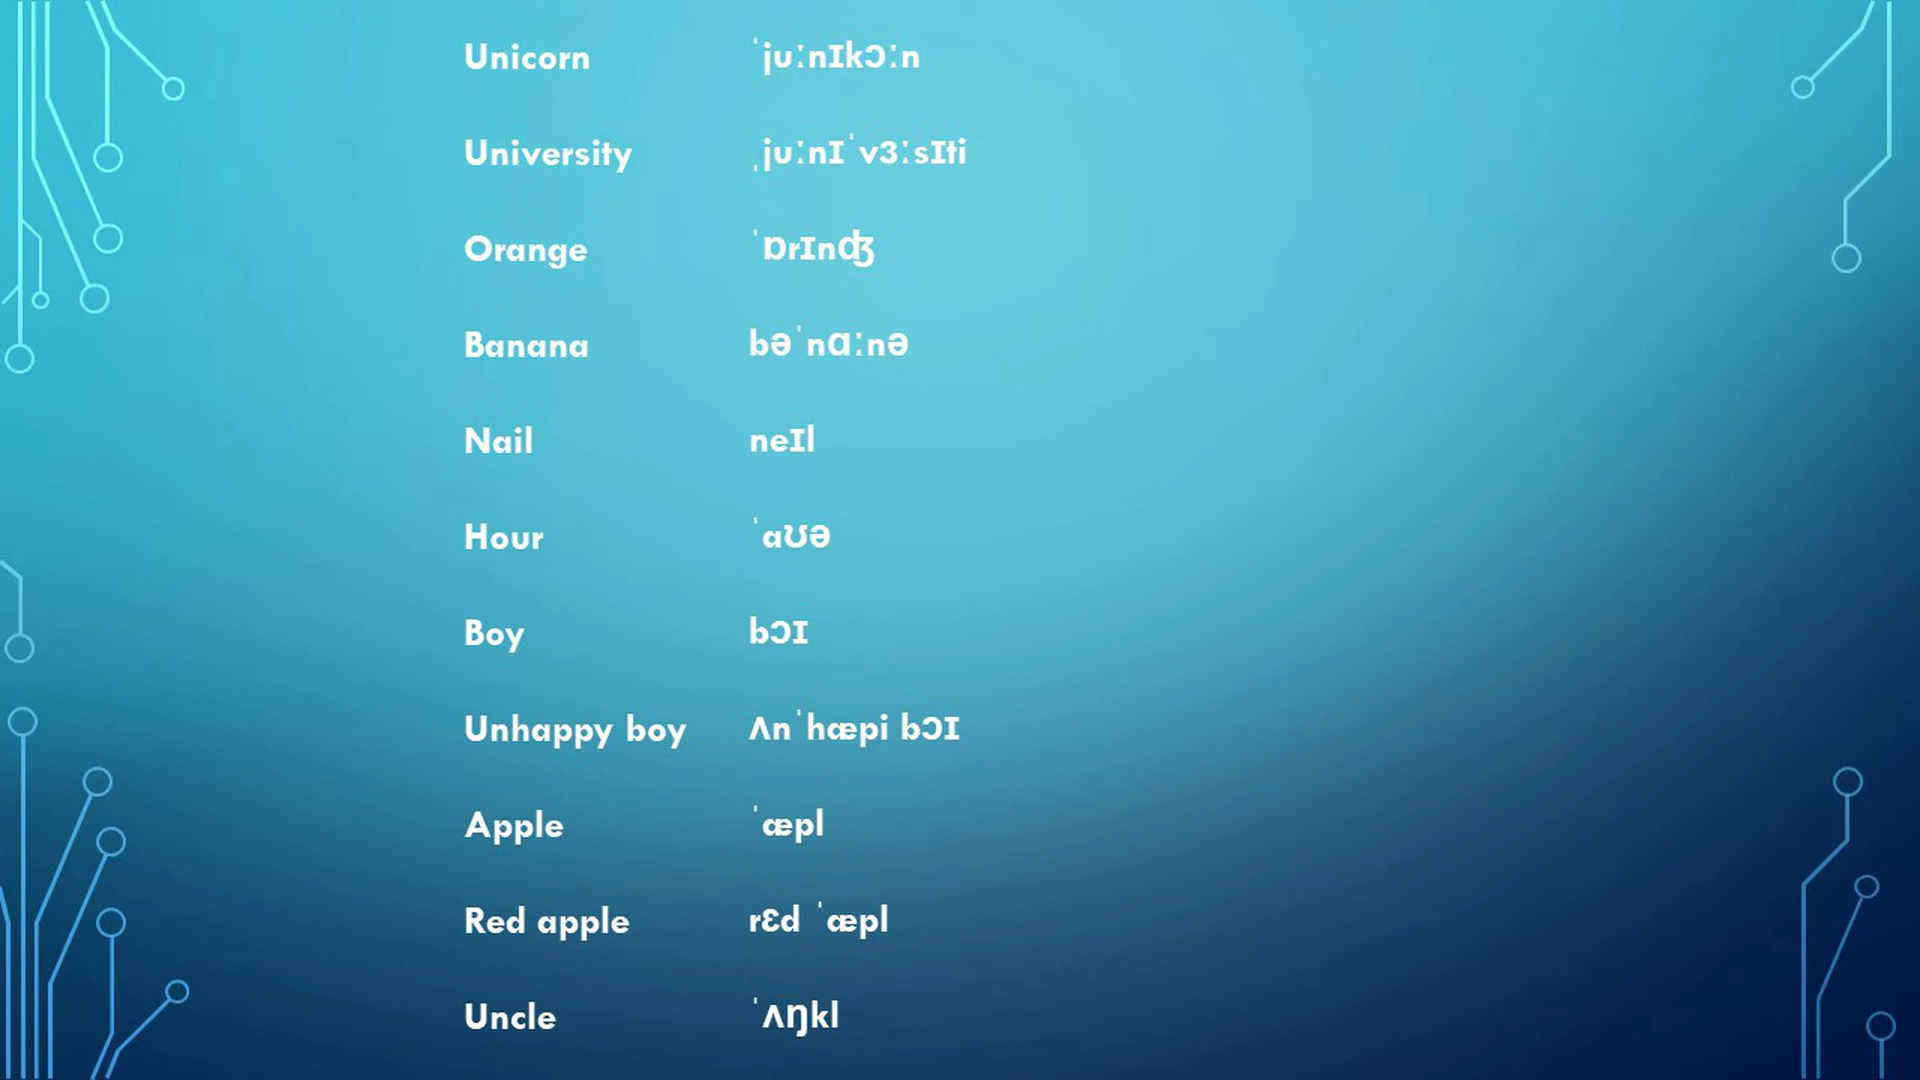 Unicorn ˈjuːnɪkɔːn
University ˌjuːnɪˈvɜːsɪti
Orange ˈɒrɪnʤ
Banana bəˈnɑːnə
Nail neɪl
Hour ˈaʊə
Boy bɔɪ
Unhappy boy ʌnˈhæpi bɔɪ
Apple ˈæpl
Red apple rɛd ˈæpl
Uncle ˈʌŋkl